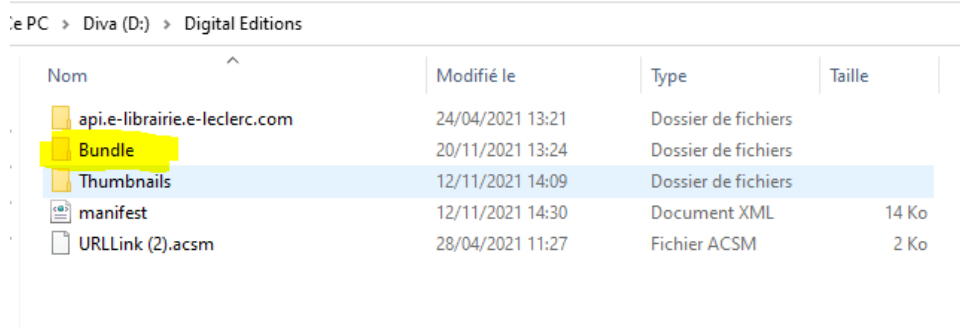 e PC > Diva (D:) > Digital Editions
Nom Modifié le Type Taille
api.e-librairie.e-leclerc.com 24/04/2021 13:21 Dossier de fichiers
Bundle 20/11/2021 13:24 Dossier de fichiers
Thumbnails 12/11/2021 14:09 Dossier de fichiers
manifest 12/11/2021 14:30 Document XML 14 Ko
URLLink (2).acsm 28/04/2021 11:27 Fichier ACSM 2 Ko